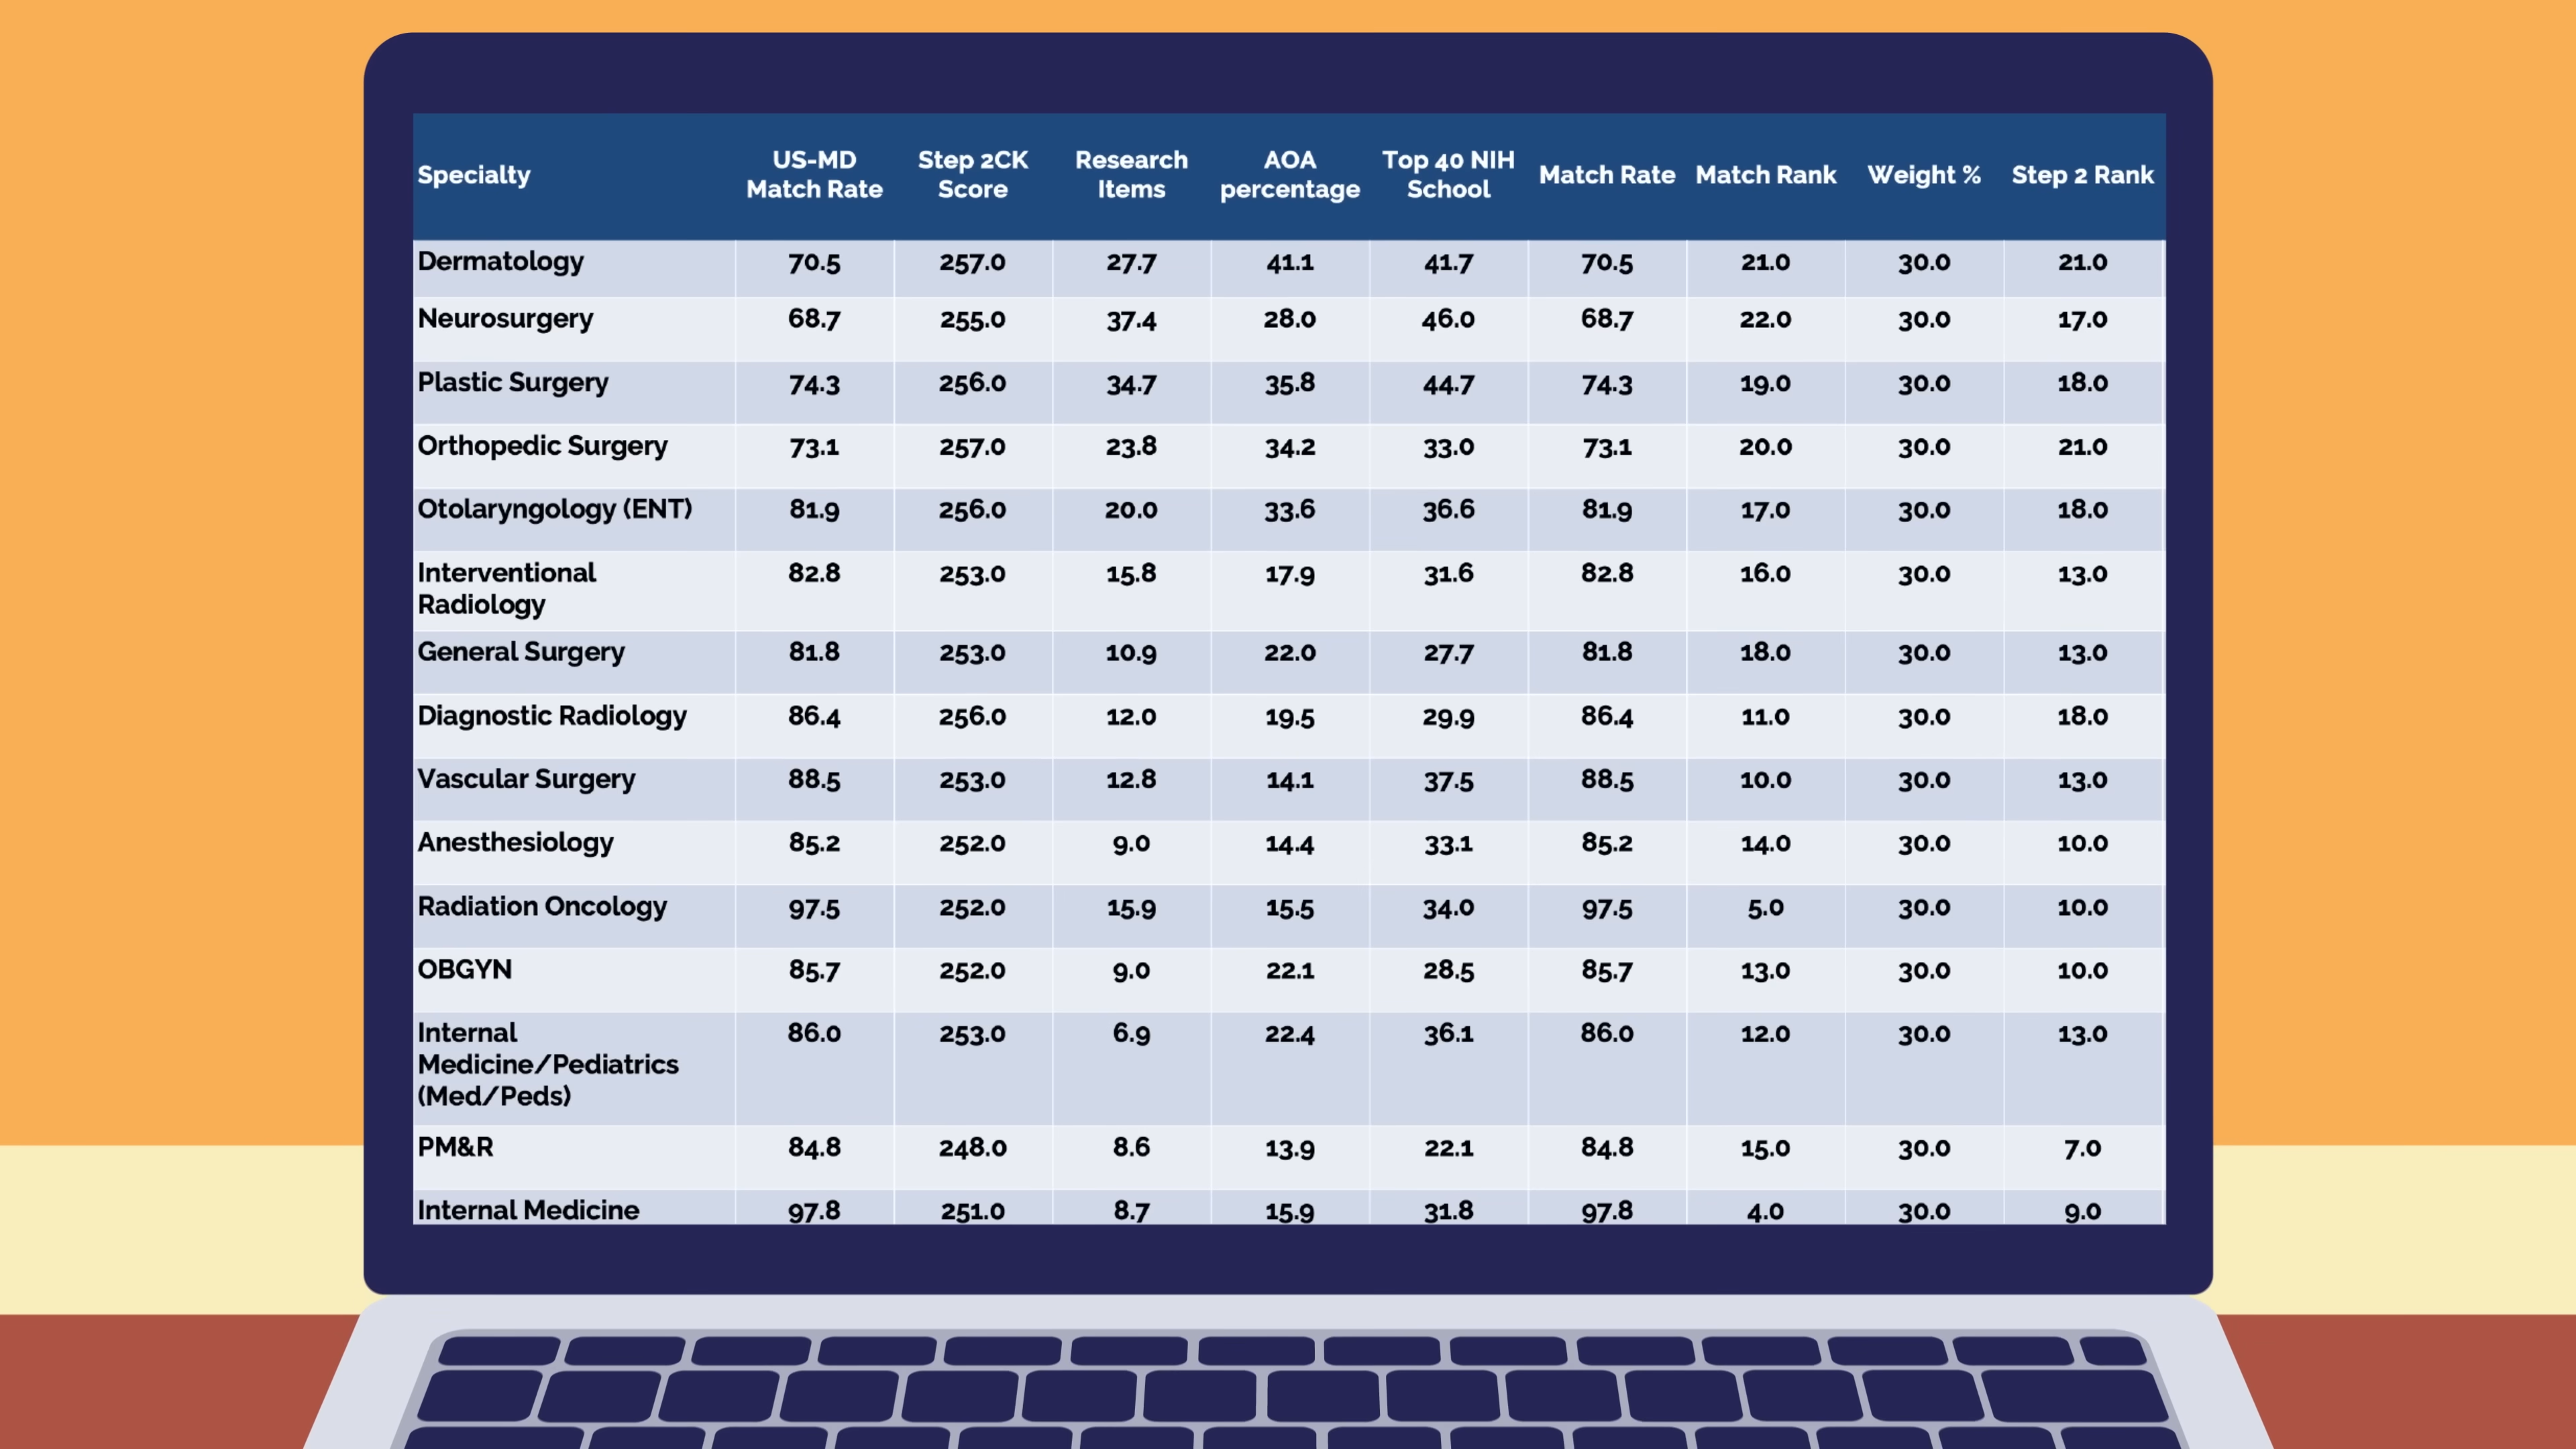 Specialty US-MD Match Rate Step 2CK Score Research Items AOA percentage Top 40 NIH School Match Rate Match Rank Weight % Step 2 Rank
Dermatology 70.5 257.0 27.7 41.1 41.7 70.5 21.0 30.0 21.0
Neurosurgery 68.7 255.0 37.4 28.0 46.0 68.7 22.0 30.0 17.0
Plastic Surgery 74.3 256.0 34.7 35.8 44.7 74.3 19.0 30.0 18.0
Orthopedic Surgery 73.1 257.0 23.8 34.2 33.0 73.1 20.0 30.0 21.0
Otolaryngology (ENT) 81.9 256.0 20.0 33.6 36.6 81.9 17.0 30.0 18.0
Interventional Radiology 82.8 253.0 15.8 17.9 31.6 82.8 16.0 30.0 13.0
General Surgery 81.8 253.0 10.9 22.0 27.7 81.8 18.0 30.0 13.0
Diagnostic Radiology 86.4 256.0 12.0 19.5 29.9 86.4 11.0 30.0 18.0
Vascular Surgery 88.5 253.0 12.8 14.1 37.5 88.5 10.0 30.0 13.0
Anesthesiology 85.2 252.0 9.0 14.4 33.1 85.2 14.0 30.0 10.0
Radiation Oncology 97.5 252.0 15.9 15.5 34.0 97.5 5.0 30.0 10.0
OBGYN 85.7 252.0 9.0 22.1 28.5 85.7 13.0 30.0 10.0
Internal Medicine/Pediatrics (Med/Peds) 86.0 253.0 6.9 22.4 36.1 86.0 12.0 30.0 13.0
PM&R 84.8 248.0 8.6 13.9 22.1 84.8 15.0 30.0 7.0
Internal Medicine 97.8 251.0 8.7 15.9 31.8 97.8 4.0 30.0 9.0